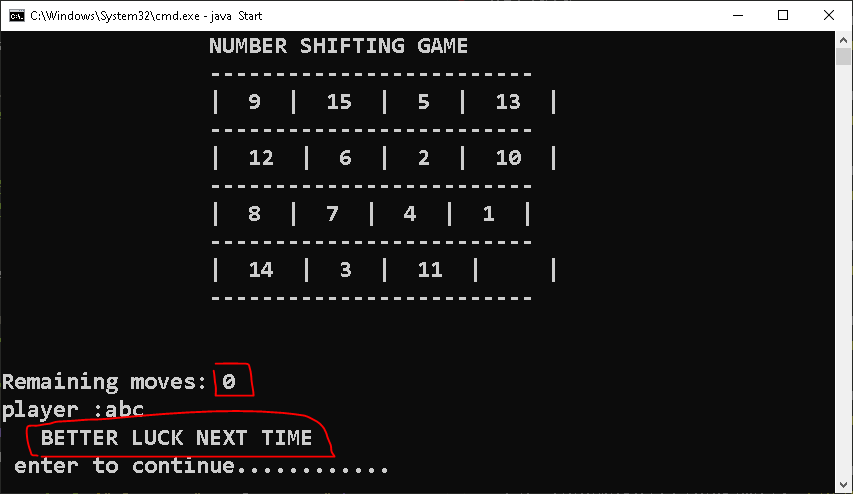 C:\Windows\System32\cmd.exe - java Start
NUMBER SHIFTING GAME
-------------------------
|  9  |  15  |  5  |  13  |
-------------------------
|  12  |  6  |  2  |  10  |
-------------------------
|  8  |  7  |  4  |  1  |
-------------------------
|  14  |  3  |  11  |     |
-------------------------
Remaining moves: 0
player :abc
BETTER LUCK NEXT TIME
enter to continue............